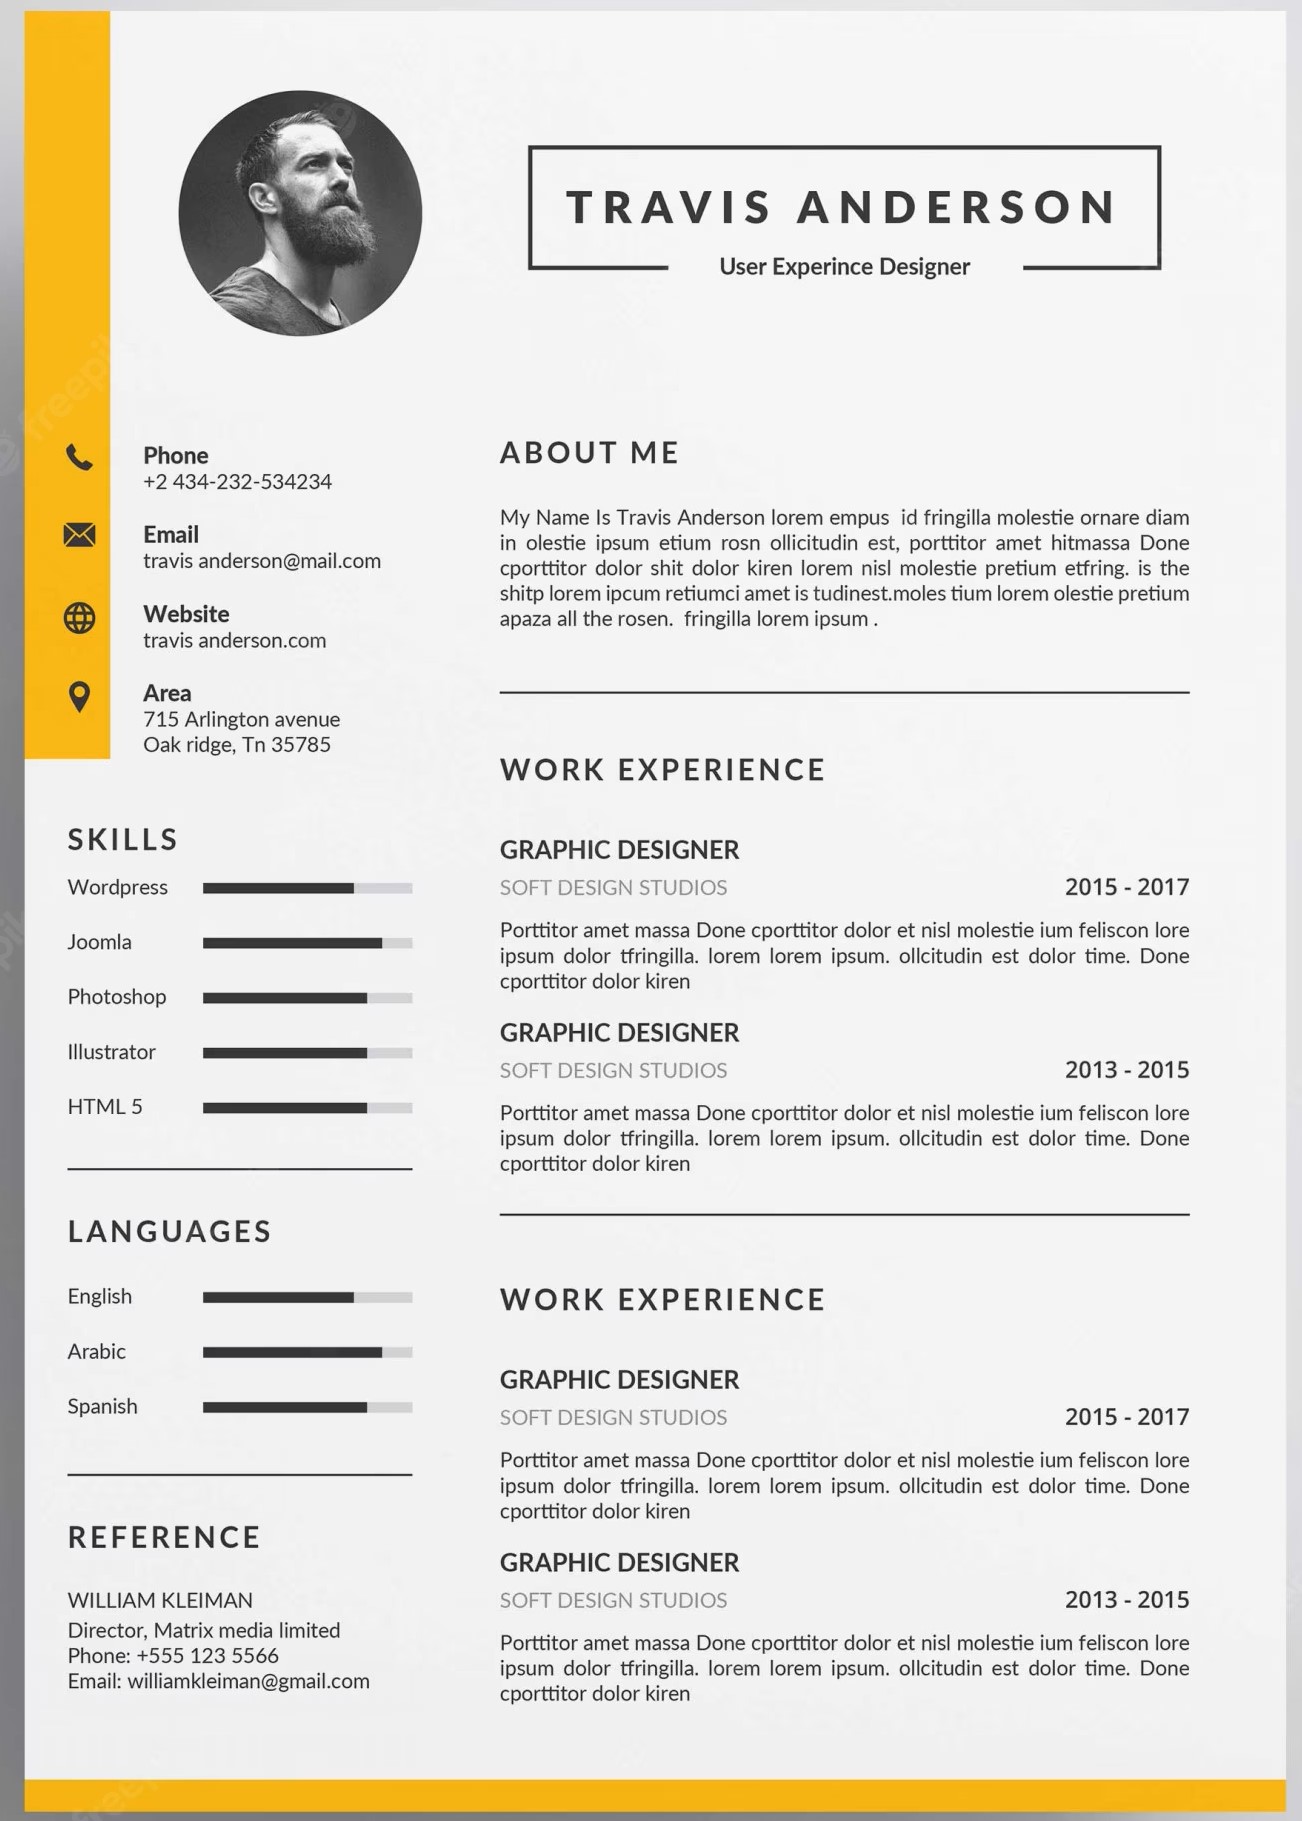 TRAVIS ANDERSON
User Experince Designer
Phone
+2 434-232-534234
Email
travis anderson@mail.com
Website
travis anderson.com
Area
715 Arlington avenue
Oak ridge, Tn 35785
SKILLS
Wordpress
Joomla
Photoshop
Illustrator
HTML 5
LANGUAGES
English
Arabic
Spanish
REFERENCE
WILLIAM KLEIMAN
Director, Matrix media limited
Phone: +555 123 5566
Email: williamkleiman@gmail.com
ABOUT ME
My Name Is Travis Anderson lorem empus  id fringilla molestie ornare diam
in olestie ipsum etium rosn ollicitudin est, porttitor amet hitmassa Done
cporttitor dolor shit dolor kiren lorem nisl molestie pretium etfring. is the
shitp lorem ipcum retiumci amet is tudinest.moles tium lorem olestie pretium
apaza all the rosen.  fringilla lorem ipsum .
WORK EXPERIENCE
GRAPHIC DESIGNER
SOFT DESIGN STUDIOS 2015 - 2017
Porttitor amet massa Done cporttitor dolor et nisl molestie ium feliscon lore
ipsum dolor tfringilla. lorem lorem ipsum. ollcitudin est dolor time. Done
cporttitor dolor kiren
GRAPHIC DESIGNER
SOFT DESIGN STUDIOS 2013 - 2015
Porttitor amet massa Done cporttitor dolor et nisl molestie ium feliscon lore
ipsum dolor tfringilla. lorem lorem ipsum. ollcitudin est dolor time. Done
cporttitor dolor kiren
WORK EXPERIENCE
GRAPHIC DESIGNER
SOFT DESIGN STUDIOS 2015 - 2017
Porttitor amet massa Done cporttitor dolor et nisl molestie ium feliscon lore
ipsum dolor tfringilla. lorem lorem ipsum. ollcitudin est dolor time. Done
cporttitor dolor kiren
GRAPHIC DESIGNER
SOFT DESIGN STUDIOS 2013 - 2015
Porttitor amet massa Done cporttitor dolor et nisl molestie ium feliscon lore
ipsum dolor tfringilla. lorem lorem ipsum. ollcitudin est dolor time. Done
cporttitor dolor kiren
freepik